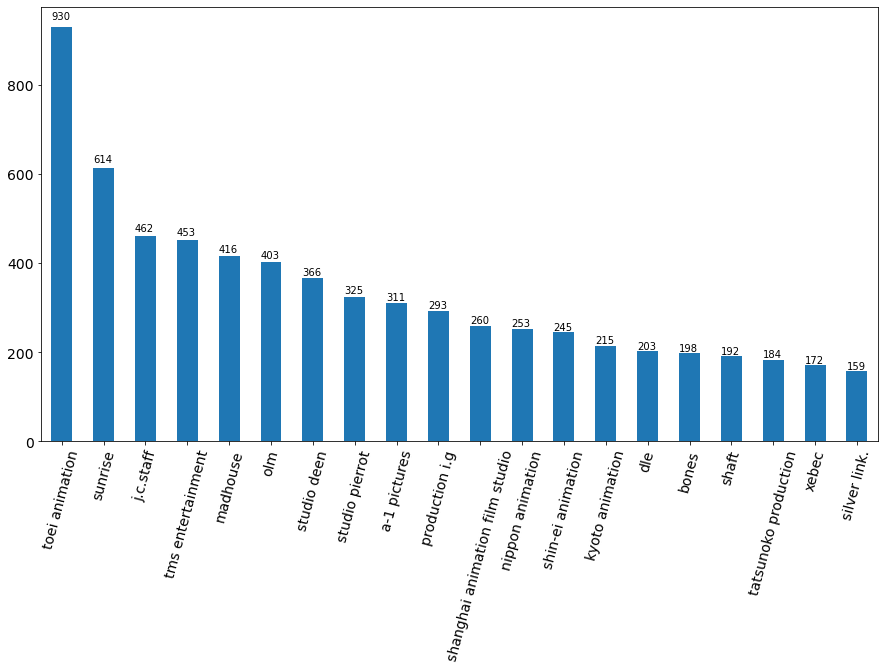 930
614
462
453
416
403
366
325
311
293
260
253
245
215
203
198
192
184
172
159
800
600
400
200
0
toei animation
sunrise
j.c.staff
tms entertainment
madhouse
olm
studio deen
studio pierrot
a-1 pictures
production i.g
shanghai animation film studio
nippon animation
shin-ei animation
kyoto animation
dle
bones
shaft
tatsunoko production
xebec
silver link.